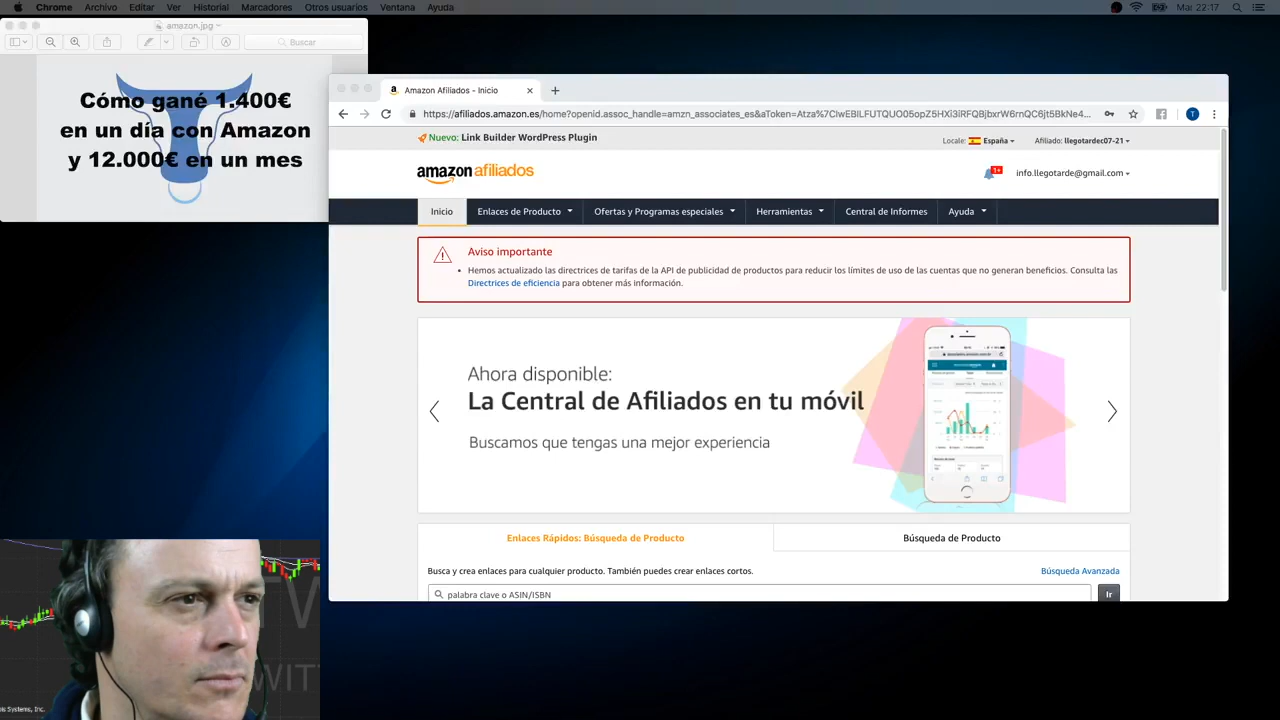 Chrome Archivo Editar Ver Historial Marcadores Otros usuarios Ventana Ayuda
Mar 22:17
amazon.jpg
Buscar
Cómo gané 1.400€
en un día con Amazon
y 12.000€ en un mes
Amazon Afiliados - Inicio
🚀Nuevo: Link Builder WordPress Plugin
Locale: España
Afiliado: llegotardec07-21
amazon afiliados
1+
info.llegotarde@gmail.com
Inicio
Enlaces de Producto
Ofertas y Programas especiales
Herramientas
Central de Informes
Ayuda
Aviso importante
• Hemos actualizado las directrices de tarifas de la API de publicidad de productos para reducir los límites de uso de las cuentas que no generan beneficios. Consulta las
Directrices de eficiencia para obtener más información.
Ahora disponible:
La Central de Afiliados en tu móvil
Buscamos que tengas una mejor experiencia
Enlaces Rápidos: Búsqueda de Producto
Búsqueda de Producto
Busca y crea enlaces para cualquier producto. También puedes crear enlaces cortos.
Búsqueda Avanzada
palabra clave o ASIN/ISBN
Ir
Systems, Inc.